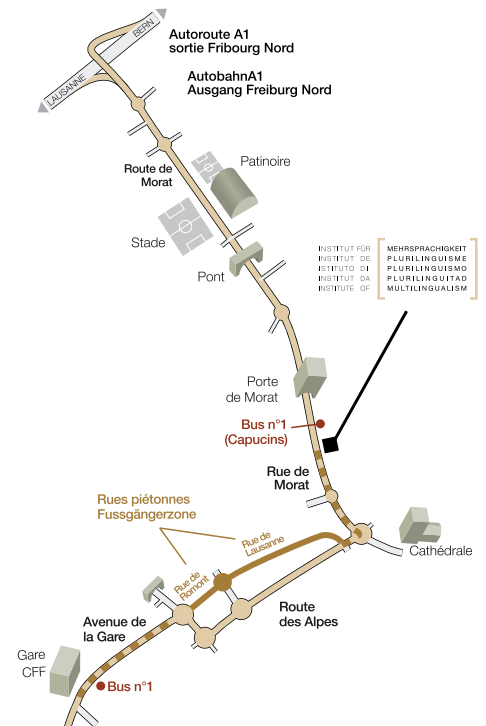 BERN
LAUSANNE
Autoroute A1
sortie Fribourg Nord
AutobahnA1
Ausgang Freiburg Nord
Route de
Morat
Patinoire
Stade
Pont
INSTITUT FÜR MEHRSPRACHIGKEIT
INSTITUT DE PLURILINGUISME
ISTITUTO DI PLURILINGUISMO
INSTITUT DA PLURILINGUITAD
INSTITUTE OF MULTILINGUALISM
Porte
de Morat
Bus n°1
(Capucins)
Rue de
Morat
Rues piétonnes
Fussgängerzone
Rue de
Lausanne
Cathédrale
Rue de
Romont
Avenue de
la Gare
Route
des Alpes
Gare
CFF
Bus n°1